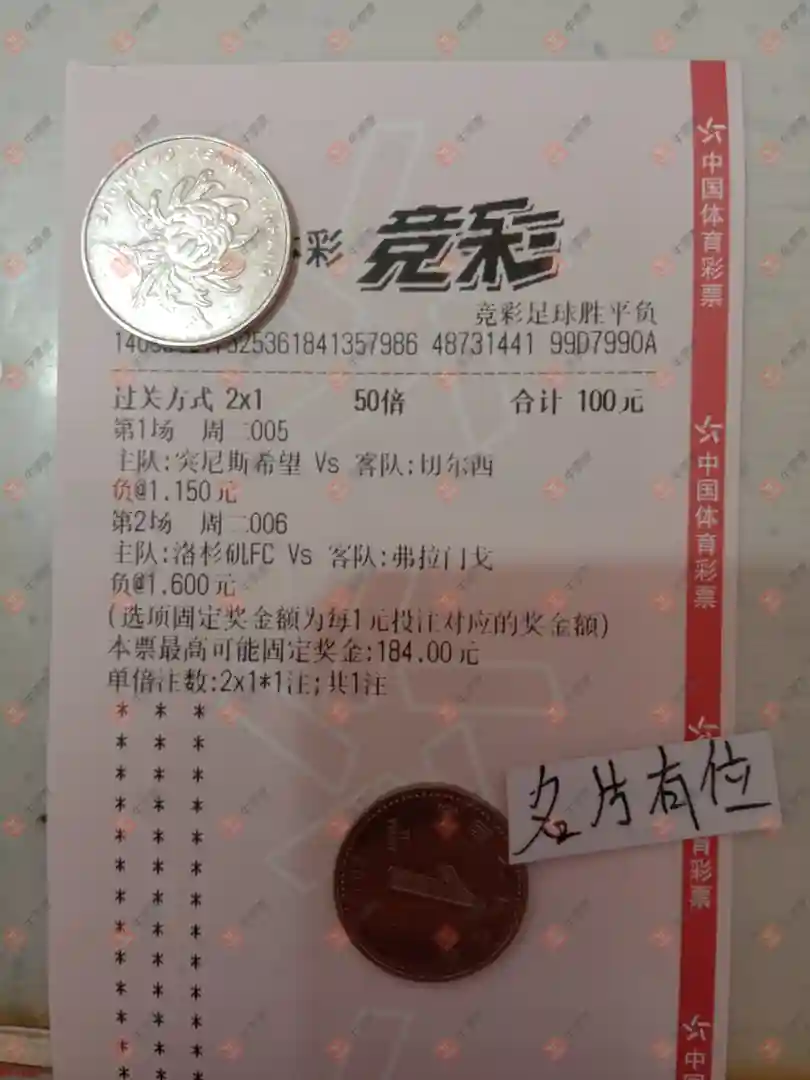 体彩 竞彩
竞彩足球胜平负
5361841357986 48731441 99D7990A
过关方式 2x1 50倍 合计 100元
第1场 周二005
主队:突尼斯希望 Vs 客队:切尔西
负@1.150元
第2场 周二006
主队:洛杉矶FC Vs 客队:弗拉门戈
负@1.600元
(选项固定奖金额为每1元投注对应的奖金额)
本票最高可能固定奖金:184.00元
单倍注数:2x1*1注;共1注
* * *
* * *
* * *
* * *
* * *
* * *
* * *
* * *
* * *
* * *
* * *
* * *
* * *
名片有位
1
中国体育彩票
中国体育彩票
育彩票
中国